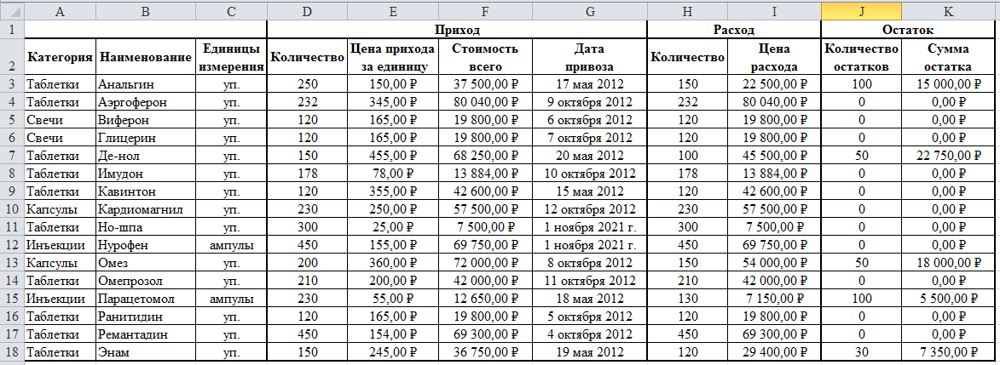 A B C D E F G H I J K
1 Приход Расход Остаток
2 Категория Наименование Единицы измерения Количество Цена прихода за единицу Стоимость всего Дата привоза Количество Цена расхода Количество остатков Сумма остатка
3 Таблетки Анальгин уп. 250 150,00 ₽ 37 500,00 ₽ 17 мая 2012 150 22 500,00 ₽ 100 15 000,00 ₽
4 Таблетки Аэргоферон уп. 232 345,00 ₽ 80 040,00 ₽ 9 октября 2012 232 80 040,00 ₽ 0 0,00 ₽
5 Свечи Виферон уп. 120 165,00 ₽ 19 800,00 ₽ 6 октября 2012 120 19 800,00 ₽ 0 0,00 ₽
6 Свечи Глицерин уп. 120 165,00 ₽ 19 800,00 ₽ 7 октября 2012 120 19 800,00 ₽ 0 0,00 ₽
7 Таблетки Де-нол уп. 150 455,00 ₽ 68 250,00 ₽ 20 мая 2012 100 45 500,00 ₽ 50 22 750,00 ₽
8 Таблетки Имудон уп. 178 78,00 ₽ 13 884,00 ₽ 10 октября 2012 178 13 884,00 ₽ 0 0,00 ₽
9 Таблетки Кавинтон уп. 120 355,00 ₽ 42 600,00 ₽ 15 мая 2012 120 42 600,00 ₽ 0 0,00 ₽
10 Капсулы Кардиомагнил уп. 230 250,00 ₽ 57 500,00 ₽ 12 октября 2012 230 57 500,00 ₽ 0 0,00 ₽
11 Таблетки Но-шпа уп. 300 25,00 ₽ 7 500,00 ₽ 1 ноября 2021 г. 300 7 500,00 ₽ 0 0,00 ₽
12 Инъекции Нурофен ампулы 450 155,00 ₽ 69 750,00 ₽ 1 ноября 2021 г. 450 69 750,00 ₽ 0 0,00 ₽
13 Капсулы Омез уп. 200 360,00 ₽ 72 000,00 ₽ 8 октября 2012 150 54 000,00 ₽ 50 18 000,00 ₽
14 Таблетки Омепрозол уп. 210 200,00 ₽ 42 000,00 ₽ 11 октября 2012 210 42 000,00 ₽ 0 0,00 ₽
15 Инъекции Парацетомол ампулы 230 55,00 ₽ 12 650,00 ₽ 18 мая 2012 130 7 150,00 ₽ 100 5 500,00 ₽
16 Таблетки Ранитидин уп. 120 165,00 ₽ 19 800,00 ₽ 5 октября 2012 120 19 800,00 ₽ 0 0,00 ₽
17 Таблетки Ремантадин уп. 450 154,00 ₽ 69 300,00 ₽ 4 октября 2012 450 69 300,00 ₽ 0 0,00 ₽
18 Таблетки Энам уп. 150 245,00 ₽ 36 750,00 ₽ 19 мая 2012 120 29 400,00 ₽ 30 7 350,00 ₽